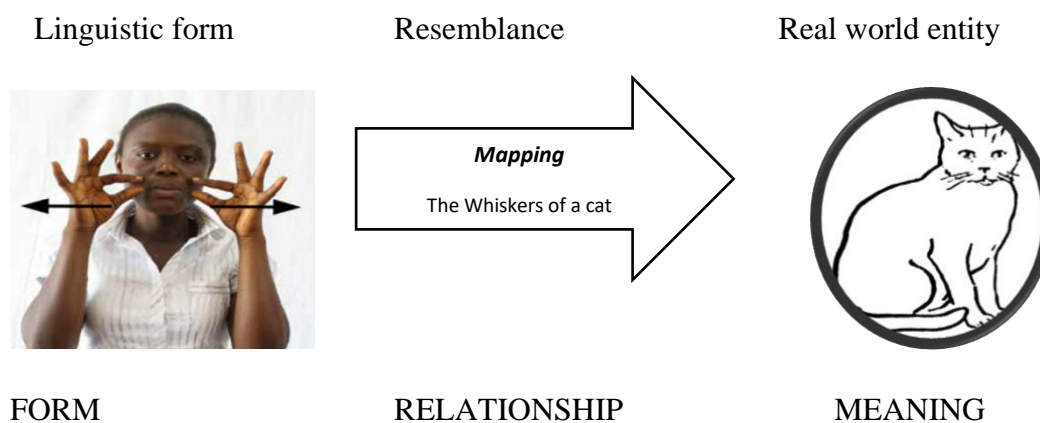 Linguistic form Resemblance Real world entity
Mapping
The Whiskers of a cat
FORM RELATIONSHIP MEANING